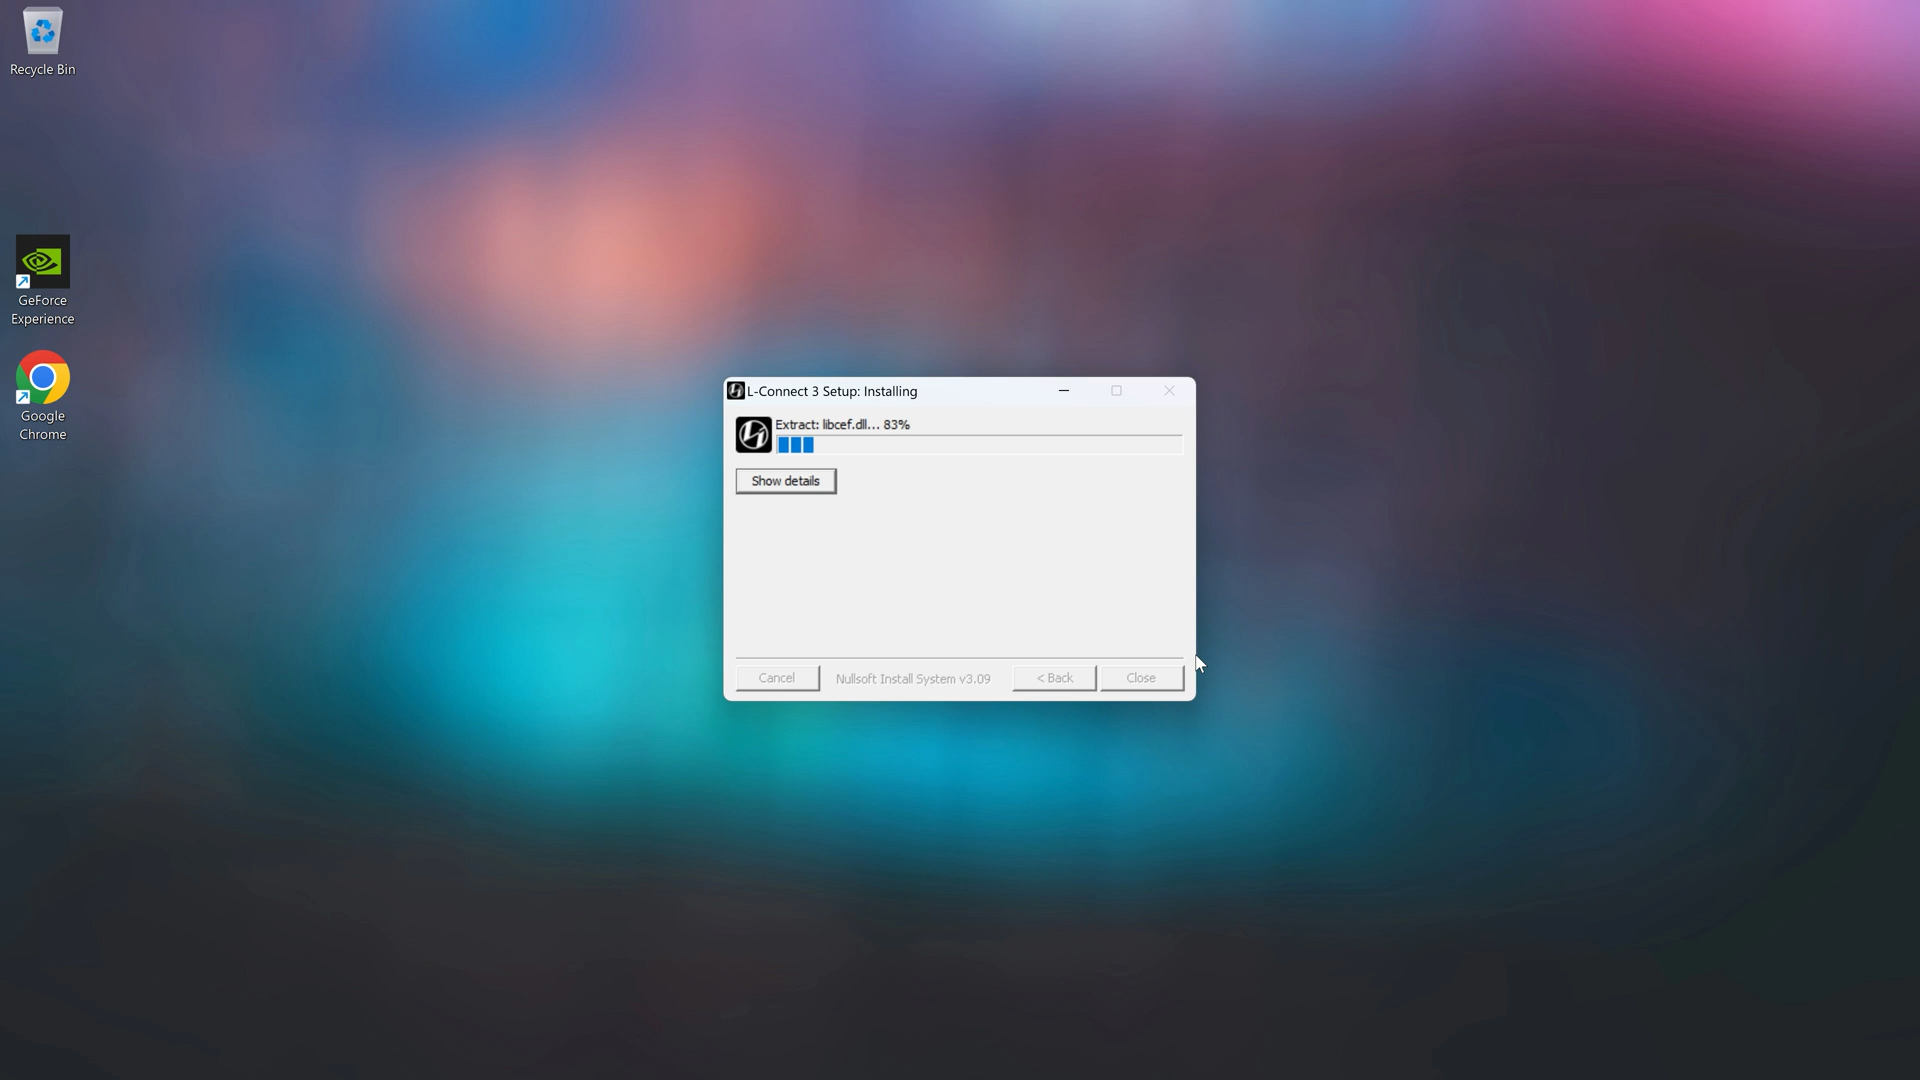 Recycle Bin
GeForce
Experience
Google
Chrome
L-Connect 3 Setup: Installing
Extract: libcef.dll... 83%
Show details
Cancel
Nullsoft Install System v3.09
< Back
Close